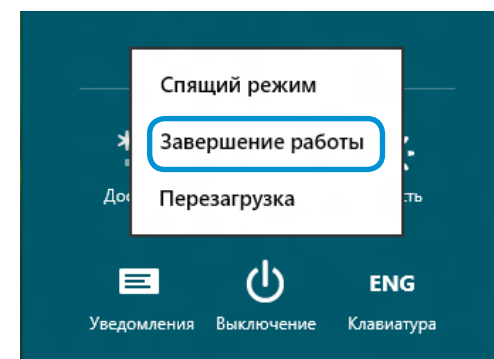 Спящий режим
Завершение работы
Перезагрузка
ENG
Уведомления Выключение Клавиатура